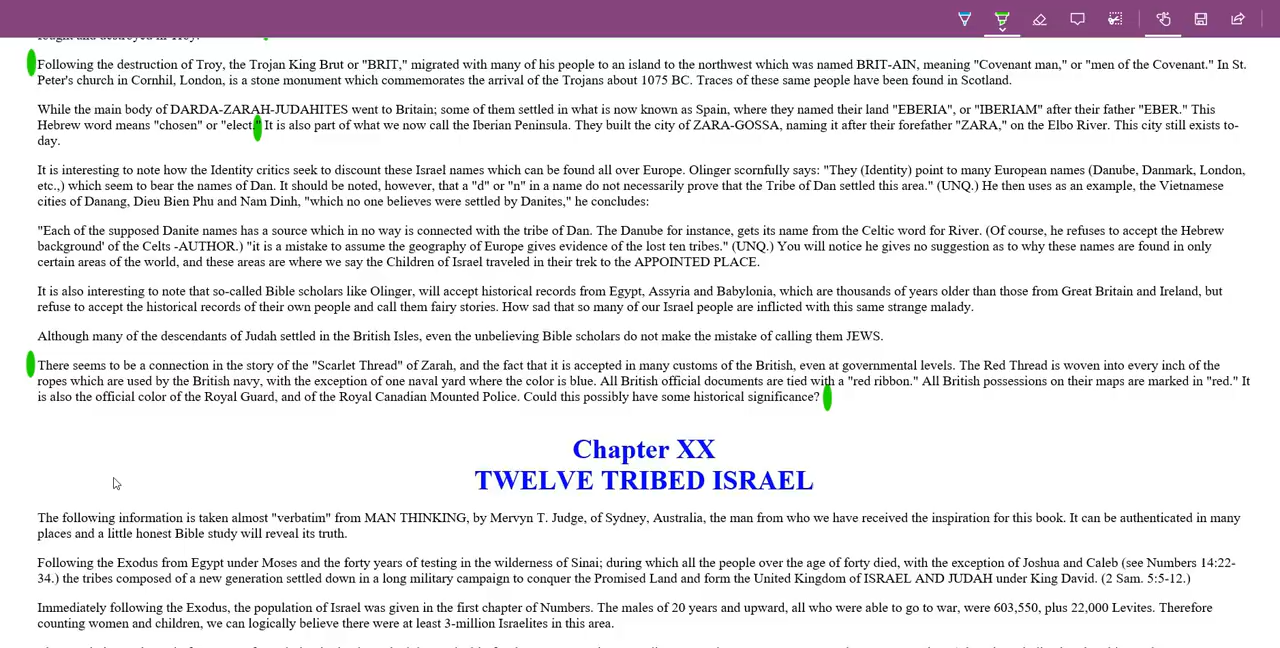 fought and destroyed in Troy.
Following the destruction of Troy, the Trojan King Brut or "BRIT," migrated with many of his people to an island to the northwest which was named BRIT-AIN, meaning "Covenant man," or "men of the Covenant." In St.
Peter's church in Cornhil, London, is a stone monument which commemorates the arrival of the Trojans about 1075 BC. Traces of these same people have been found in Scotland.
While the main body of DARDA-ZARAH-JUDAHITES went to Britain; some of them settled in what is now known as Spain, where they named their land "EBERIA", or "IBERIAM" after their father "EBER." This
Hebrew word means "chosen" or "elect." It is also part of what we now call the Iberian Peninsula. They built the city of ZARA-GOSSA, naming it after their forefather "ZARA," on the Elbo River. This city still exists to-
day.
It is interesting to note how the Identity critics seek to discount these Israel names which can be found all over Europe. Olinger scornfully says: "They (Identity) point to many European names (Danube, Danmark, London,
etc.,) which seem to bear the names of Dan. It should be noted, however, that a "d" or "n" in a name do not necessarily prove that the Tribe of Dan settled this area." (UNQ.) He then uses as an example, the Vietnamese
cities of Danang, Dieu Bien Phu and Nam Dinh, "which no one believes were settled by Danites," he concludes:
"Each of the supposed Danite names has a source which in no way is connected with the tribe of Dan. The Danube for instance, gets its name from the Celtic word for River. (Of course, he refuses to accept the Hebrew
background' of the Celts -AUTHOR.) "it is a mistake to assume the geography of Europe gives evidence of the lost ten tribes." (UNQ.) You will notice he gives no suggestion as to why these names are found in only
certain areas of the world, and these areas are where we say the Children of Israel traveled in their trek to the APPOINTED PLACE.
It is also interesting to note that so-called Bible scholars like Olinger, will accept historical records from Egypt, Assyria and Babylonia, which are thousands of years older than those from Great Britain and Ireland, but
refuse to accept the historical records of their own people and call them fairy stories. How sad that so many of our Israel people are inflicted with this same strange malady.
Although many of the descendants of Judah settled in the British Isles, even the unbelieving Bible scholars do not make the mistake of calling them JEWS.
There seems to be a connection in the story of the "Scarlet Thread" of Zarah, and the fact that it is accepted in many customs of the British, even at governmental levels. The Red Thread is woven into every inch of the
ropes which are used by the British navy, with the exception of one naval yard where the color is blue. All British official documents are tied with a "red ribbon." All British possessions on their maps are marked in "red." It
is also the official color of the Royal Guard, and of the Royal Canadian Mounted Police. Could this possibly have some historical significance?
Chapter XX
TWELVE TRIBED ISRAEL
The following information is taken almost "verbatim" from MAN THINKING, by Mervyn T. Judge, of Sydney, Australia, the man from who we have received the inspiration for this book. It can be authenticated in many
places and a little honest Bible study will reveal its truth.
Following the Exodus from Egypt under Moses and the forty years of testing in the wilderness of Sinai; during which all the people over the age of forty died, with the exception of Joshua and Caleb (see Numbers 14:22-
34.) the tribes composed of a new generation settled down in a long military campaign to conquer the Promised Land and form the United Kingdom of ISRAEL AND JUDAH under King David. (2 Sam. 5:5-12.)
Immediately following the Exodus, the population of Israel was given in the first chapter of Numbers. The males of 20 years and upward, all who were able to go to war, were 603,550, plus 22,000 Levites. Therefore
counting women and children, we can logically believe there were at least 3-million Israelites in this area.